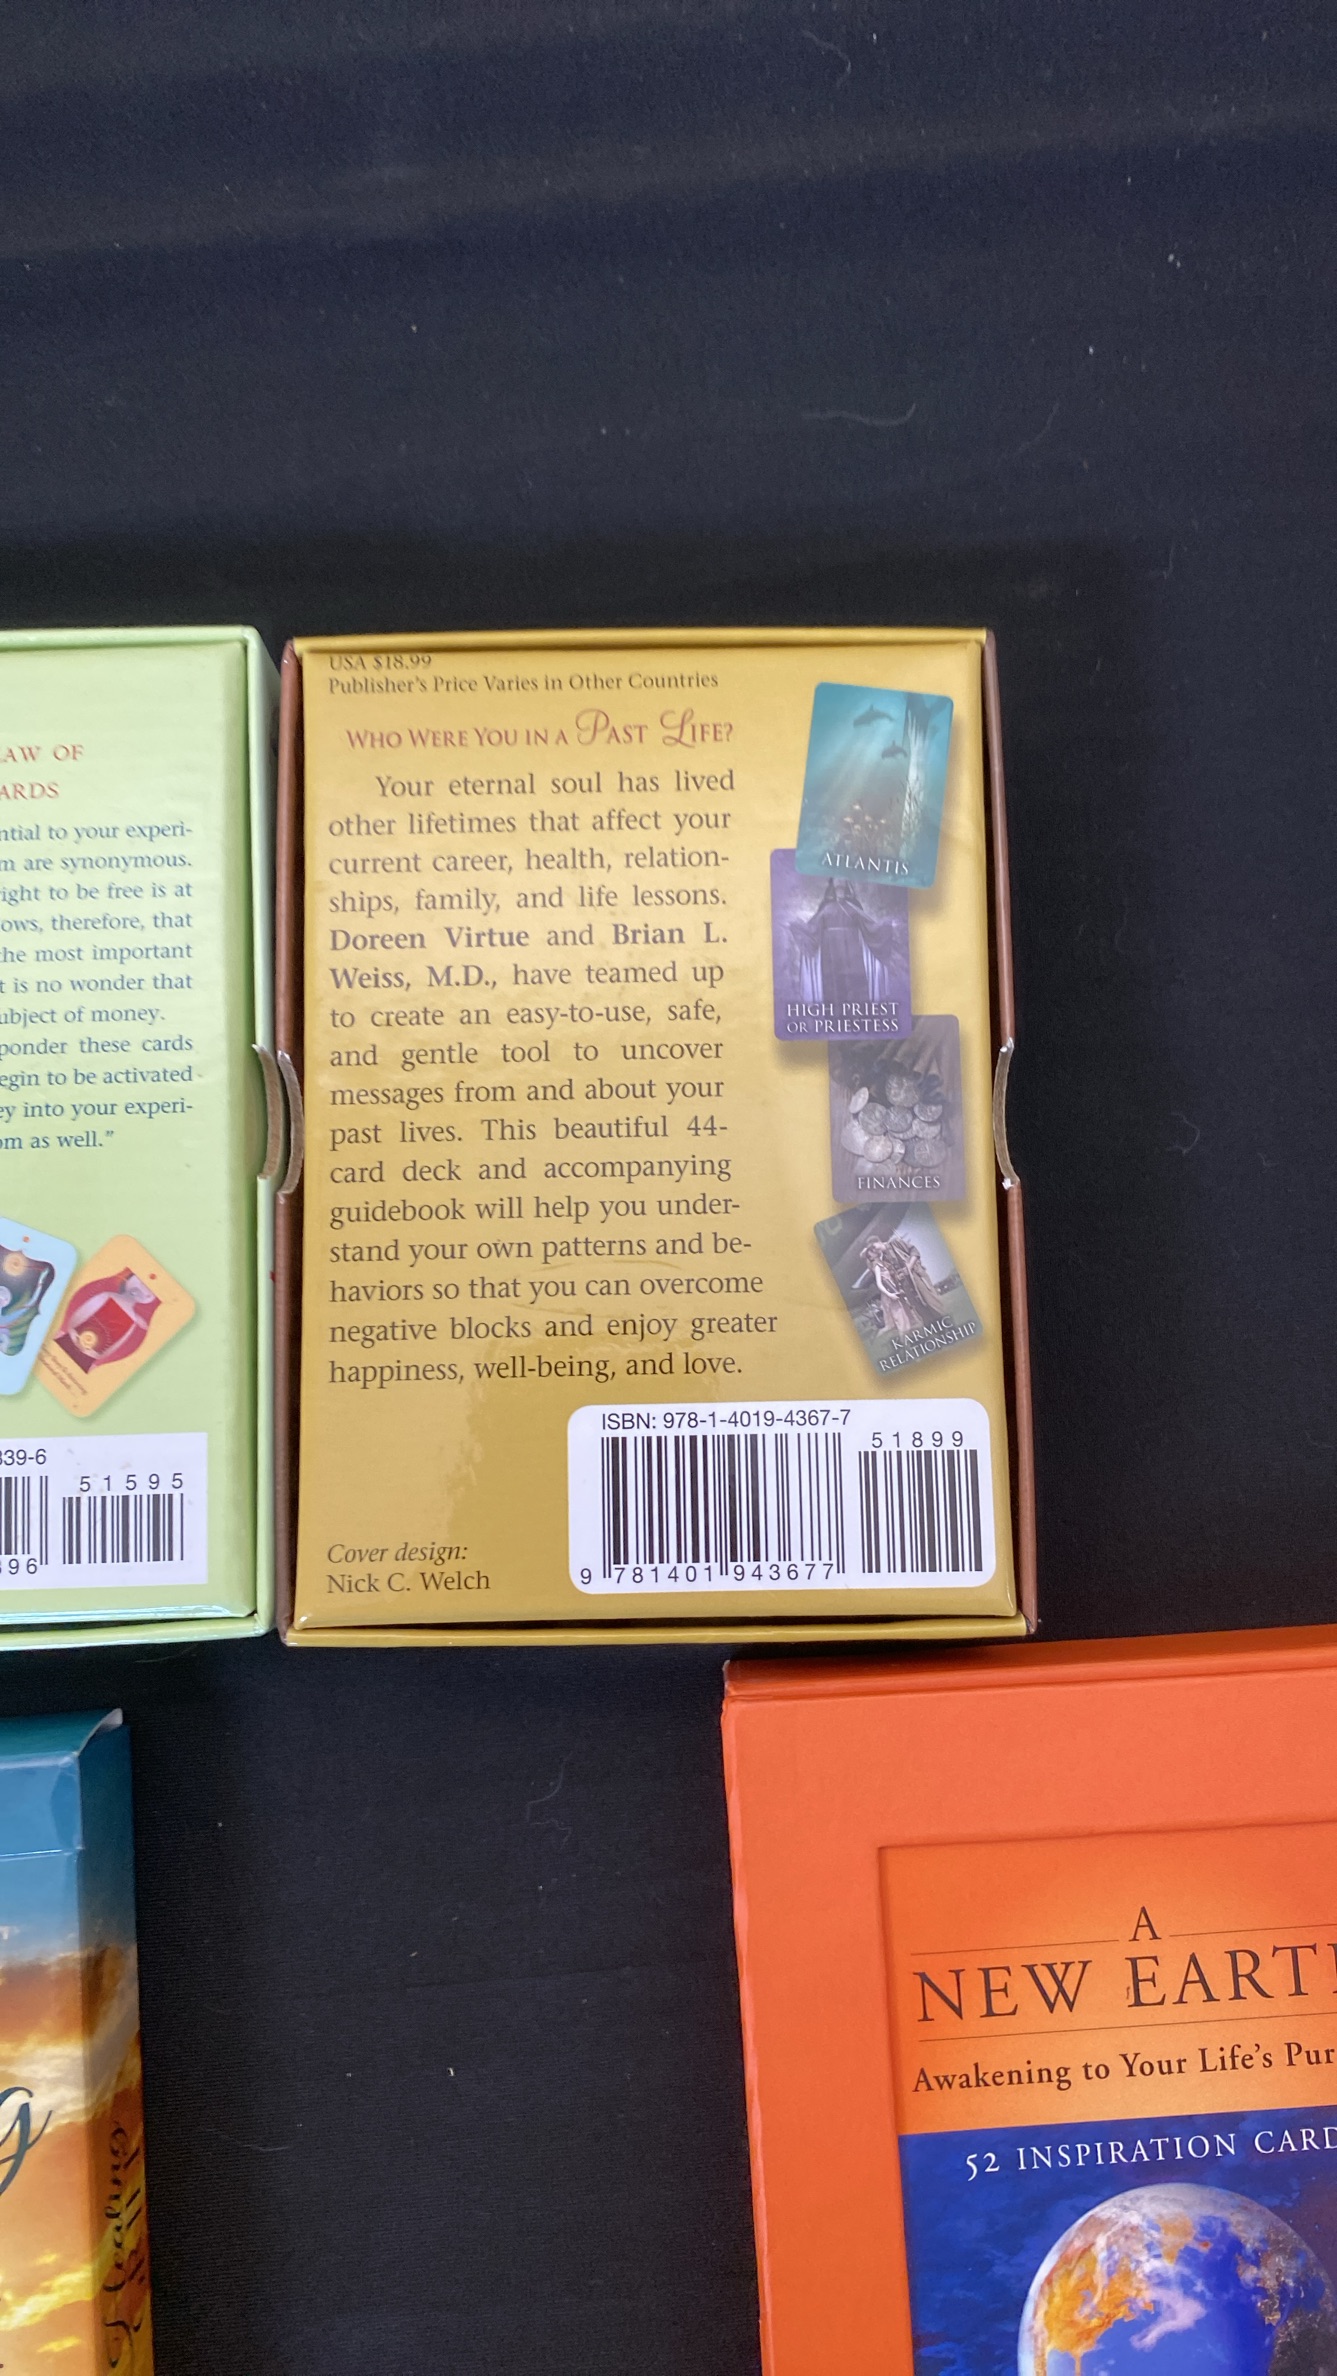 AW OF
ARDS
ntial to your experi-
m are synonymous.
ight to be free is at
ows, therefore, that
he most important
t is no wonder that
ubject of money.
ponder these cards
egin to be activated
ey into your experi-
om as well."
39-6
51595
96
USA $18.99
Publisher's Price Varies in Other Countries
WHO WERE YOU IN A PAST LIFE?
Your eternal soul has lived
other lifetimes that affect your
current career, health, relation-
ships, family, and life lessons.
Doreen Virtue and Brian L.
Weiss, M.D., have teamed up
to create an easy-to-use, safe,
and gentle tool to uncover
messages from and about your
past lives. This beautiful 44-
card deck and accompanying
guidebook will help you under-
stand your own patterns and be-
haviors so that you can overcome
negative blocks and enjoy greater
happiness, well-being, and love.
ATLANTIS
HIGH PRIEST
OR PRIESTESS
FINANCES
KARMIC
RELATIONSHIP
ISBN: 978-1-4019-4367-7
51899
9 781401 943677
Cover design:
Nick C. Welch
g
Healing
A
NEW EART
Awakening to Your Life's Pur
52 INSPIRATION CARD